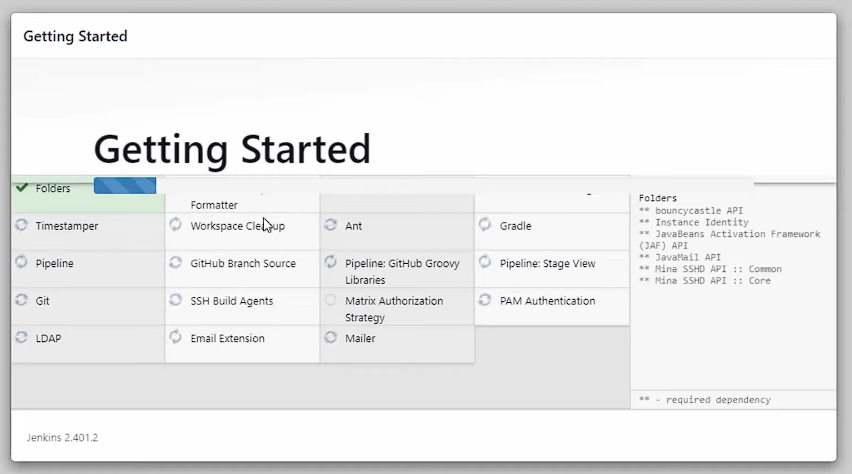 Getting Started
Getting Started
Folders
Formatter
Timestamper
Workspace Cleanup
Ant
Gradle
Pipeline
GitHub Branch Source
Pipeline: GitHub Groovy
Libraries
Pipeline: Stage View
Git
SSH Build Agents
Matrix Authorization
Strategy
PAM Authentication
LDAP
Email Extension
Mailer
Folders
** bouncycastle API
** Instance Identity
** JavaBeans Activation Framework
(JAF) API
** JavaMail API
** Mina SSHD API :: Common
** Mina SSHD API :: Core
** - required dependency
Jenkins 2.401.2